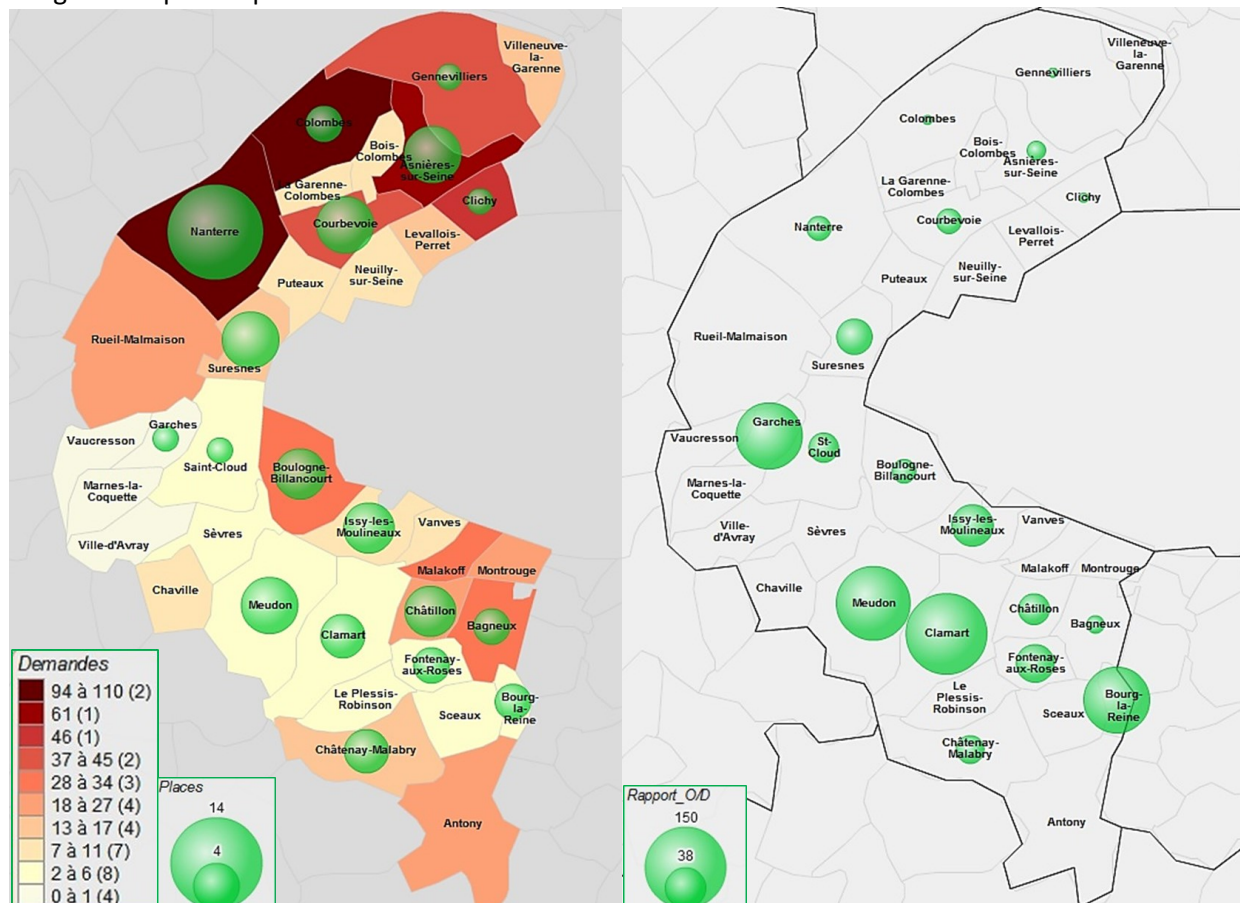 Villeneuve-
la-
Garenne
Gennevilliers
Colombes
Bois-
Colombes
Asnières-
sur-Seine
La Garenne-
Colombes
Clichy
Courbevoie
Nanterre
Levallois-
Perret
Neuilly-
sur-Seine
Puteaux
Rueil-Malmaison
Suresnes
Garches
Vaucresson
Saint-Cloud
Marnes-la-
Coquette
Boulogne-
Billancourt
Ville-d'Avray
Sèvres
Issy-les-
Moulineaux
Vanves
Malakoff
Montrouge
Chaville
Meudon
Clamart
Châtillon
Bagneux
Fontenay-
aux-Roses
Le Plessis-
Robinson
Sceaux
Bourg-
la-
Reine
Châtenay-Malabry
Antony
Demandes
94 à 110 (2)
61 (1)
46 (1)
37 à 45 (2)
28 à 34 (3)
18 à 27 (4)
13 à 17 (4)
7 à 11 (7)
2 à 6 (8)
0 à 1 (4)
Places
14
4
Villeneuve-
la-
Garenne
Gennevilliers
Colombes
Bois-
Colombes
Asnières-
sur-Seine
La Garenne-
Colombes
Clichy
Nanterre
Courbevoie
Levallois-
Perret
Puteaux
Neuilly-
sur-Seine
Rueil-Malmaison
Suresnes
Garches
Vaucresson
St-
Cloud
Marnes-la-
Coquette
Boulogne-
Billancourt
Ville-
d'Avray
Sèvres
Issy-les-
Moulineaux
Vanves
Malakoff
Montrouge
Chaville
Meudon
Clamart
Châtillon
Bagneux
Fontenay-
aux-Roses
Le
Plessis-
Robinson
Sceaux
Bourg-
la-
Reine
Châtenay-
Malabry
Antony
Rapport_O/D
150
38